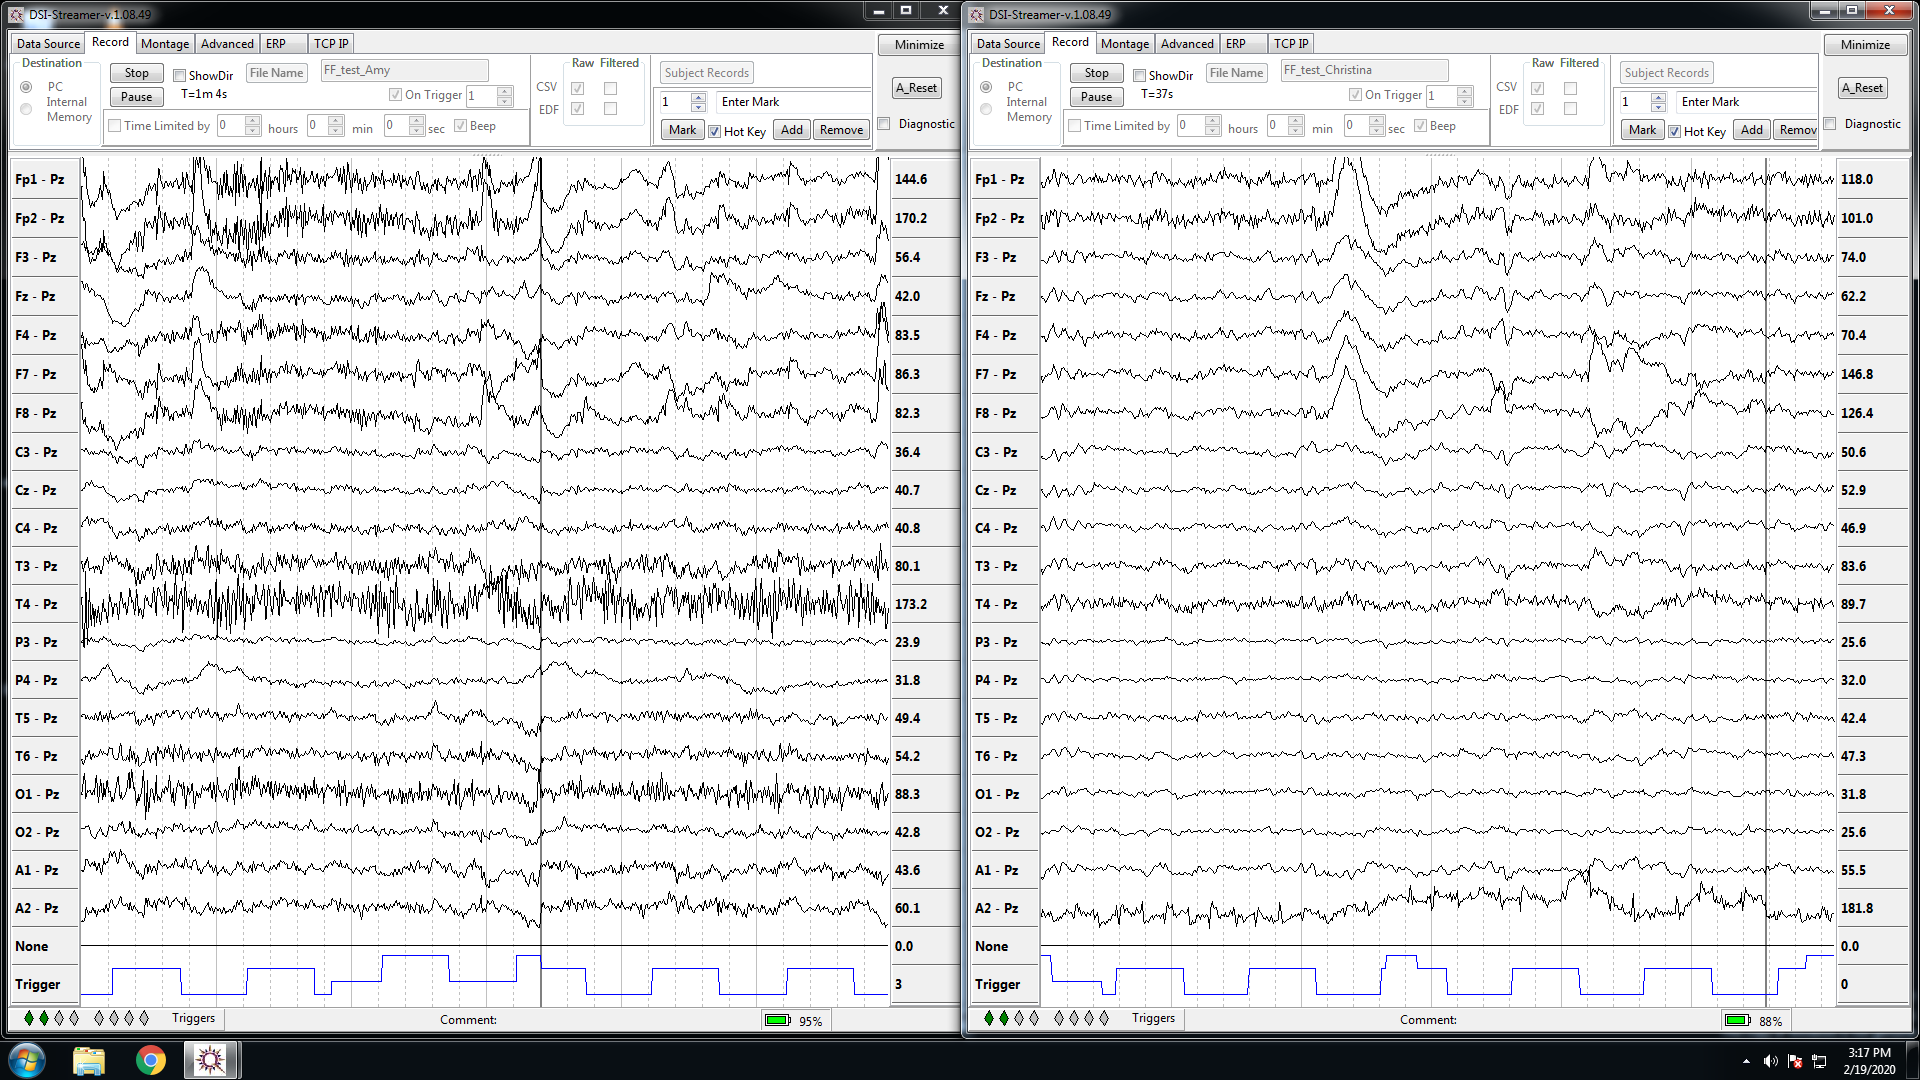 DSI-Streamer-v.1.08.49
Data Source Record Montage Advanced ERP TCP IP
Minimize
Destination
PC
Internal
Memory
Stop
Pause
ShowDir
T=1m 4s
File Name
FF_test_Amy
On Trigger 1
Time Limited by 0 hours 0 min 0 sec Beep
Raw Filtered
CSV
EDF
Subject Records
1 Enter Mark
Mark Hot Key Add Remove
A_Reset
Diagnostic
Fp1 - Pz 144.6
Fp2 - Pz 170.2
F3 - Pz 56.4
Fz - Pz 42.0
F4 - Pz 83.5
F7 - Pz 86.3
F8 - Pz 82.3
C3 - Pz 36.4
Cz - Pz 40.7
C4 - Pz 40.8
T3 - Pz 80.1
T4 - Pz 173.2
P3 - Pz 23.9
P4 - Pz 31.8
T5 - Pz 49.4
T6 - Pz 54.2
O1 - Pz 88.3
O2 - Pz 42.8
A1 - Pz 43.6
A2 - Pz 60.1
None 0.0
Trigger 3
Triggers Comment: 95%
DSI-Streamer-v.1.08.49
Data Source Record Montage Advanced ERP TCP IP
Minimize
Destination
PC
Internal
Memory
Stop
Pause
ShowDir
T=37s
File Name
FF_test_Christina
On Trigger 1
Time Limited by 0 hours 0 min 0 sec Beep
Raw Filtered
CSV
EDF
Subject Records
1 Enter Mark
Mark Hot Key Add Remov
A_Reset
Diagnostic
Fp1 - Pz 118.0
Fp2 - Pz 101.0
F3 - Pz 74.0
Fz - Pz 62.2
F4 - Pz 70.4
F7 - Pz 146.8
F8 - Pz 126.4
C3 - Pz 50.6
Cz - Pz 52.9
C4 - Pz 46.9
T3 - Pz 83.6
T4 - Pz 89.7
P3 - Pz 25.6
P4 - Pz 32.0
T5 - Pz 42.4
T6 - Pz 47.3
O1 - Pz 31.8
O2 - Pz 25.6
A1 - Pz 55.5
A2 - Pz 181.8
None 0.0
Trigger 0
Triggers Comment: 88%
3:17 PM
2/19/2020